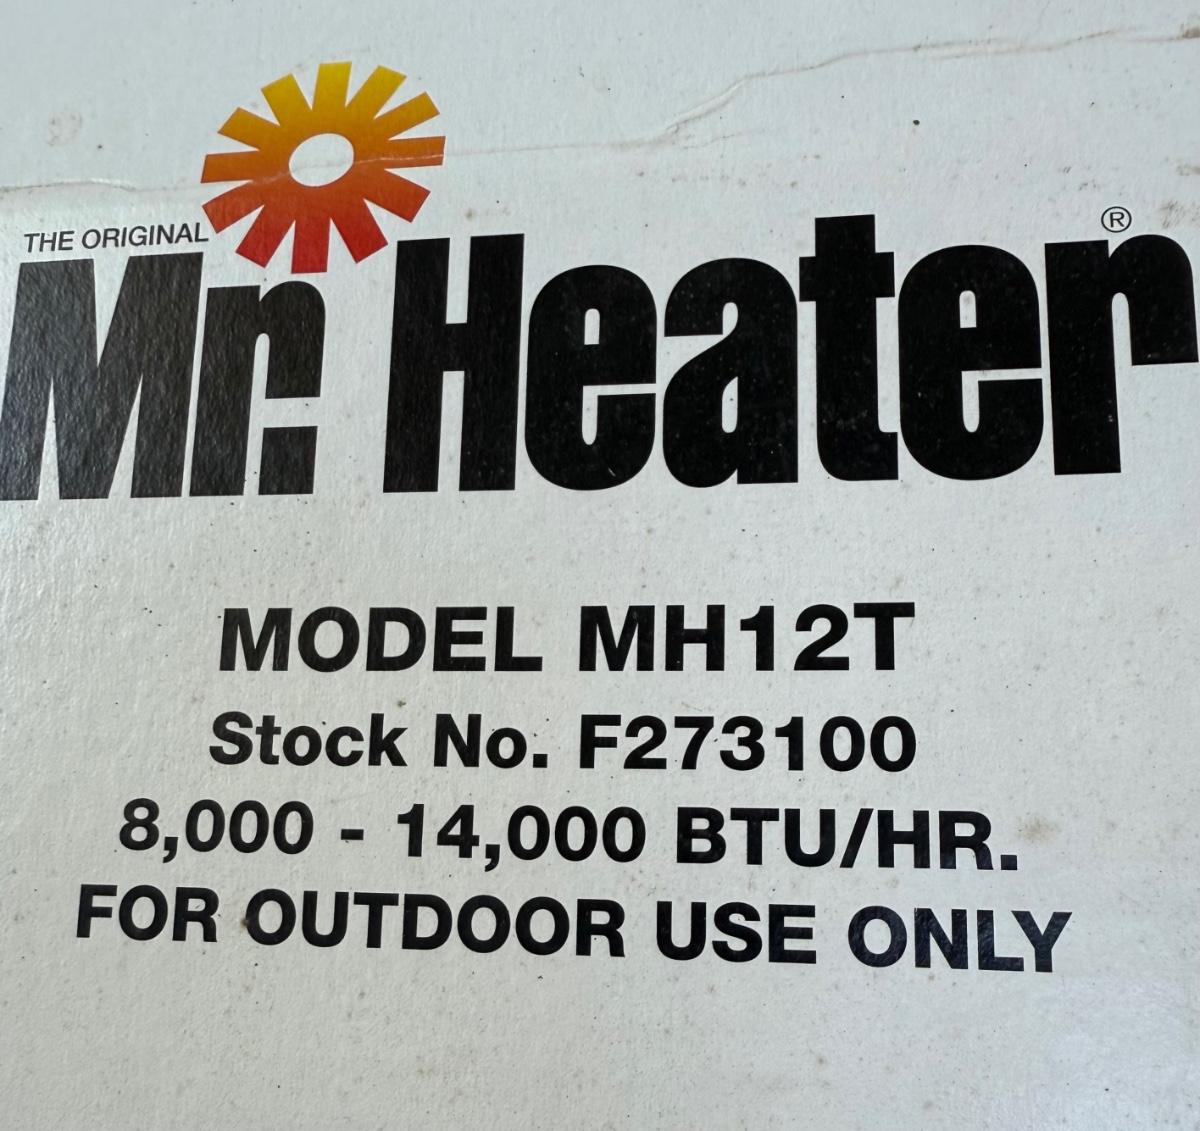 THE ORIGINAL
Mr. Heater®
MODEL MH12T
Stock No. F273100
8,000 - 14,000 BTU/HR.
FOR OUTDOOR USE ONLY